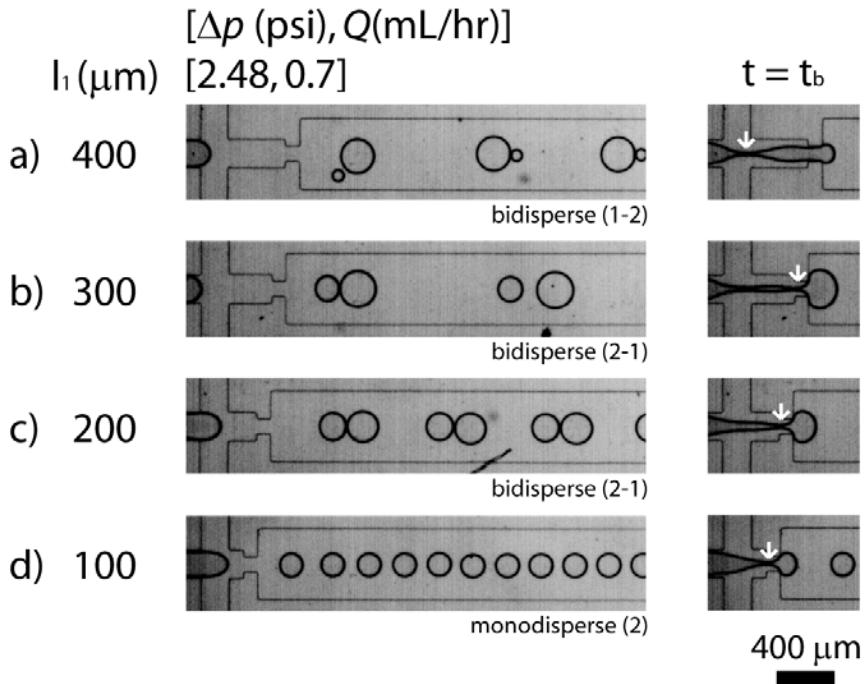 [Δp (psi), Q(mL/hr)]
l₁ (μm) [2.48, 0.7] t = tb
a) 400
bidisperse (1-2)
b) 300
bidisperse (2-1)
c) 200
bidisperse (2-1)
d) 100
monodisperse (2)
400 μm